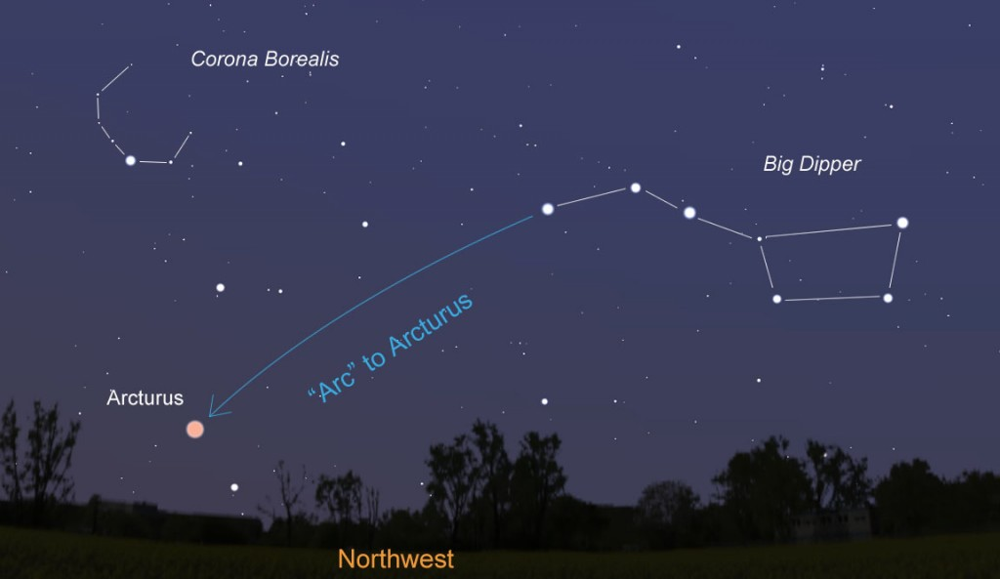 Corona Borealis
Big Dipper
“Arc” to Arcturus
Arcturus
Northwest